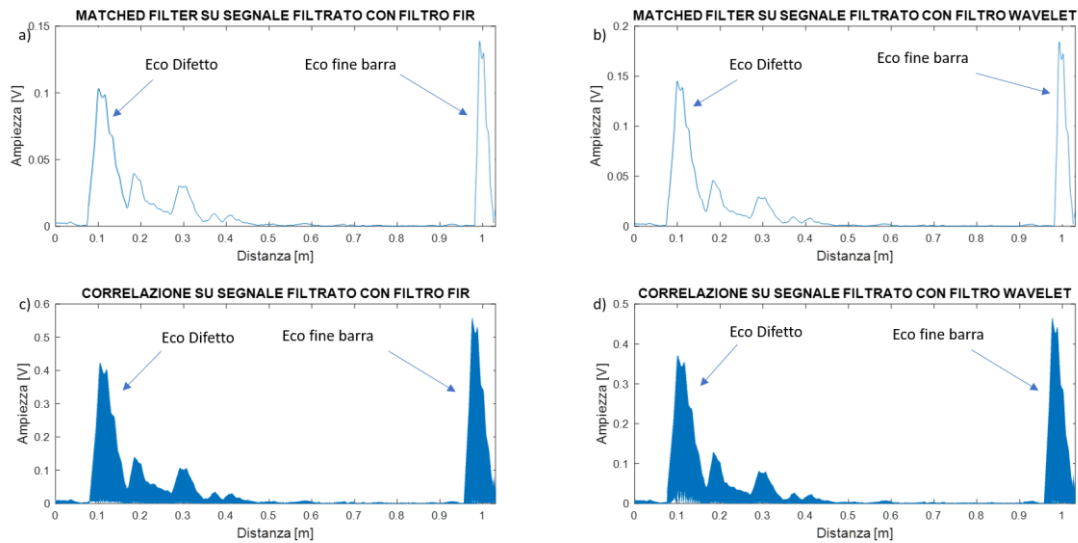 MATCHED FILTER SU SEGNALE FILTRATO CON FILTRO FIR
a)
Eco Difetto
Eco fine barra
Ampiezza [V]
0.15
0.1
0.05
0
0 0.1 0.2 0.3 0.4 0.5 0.6 0.7 0.8 0.9 1
Distanza [m]
MATCHED FILTER SU SEGNALE FILTRATO CON FILTRO WAVELET
b)
Eco Difetto
Eco fine barra
Ampiezza [V]
0.2
0.15
0.1
0.05
0
0 0.1 0.2 0.3 0.4 0.5 0.6 0.7 0.8 0.9 1
Distanza [m]
CORRELAZIONE SU SEGNALE FILTRATO CON FILTRO FIR
c)
Eco Difetto
Eco fine barra
Ampiezza [V]
0.6
0.5
0.4
0.3
0.2
0.1
0
0 0.1 0.2 0.3 0.4 0.5 0.6 0.7 0.8 0.9 1
Distanza [m]
CORRELAZIONE SU SEGNALE FILTRATO CON FILTRO WAVELET
d)
Eco Difetto
Eco fine barra
Ampiezza [V]
0.5
0.4
0.3
0.2
0.1
0
0 0.1 0.2 0.3 0.4 0.5 0.6 0.7 0.8 0.9 1
Distanza [m]